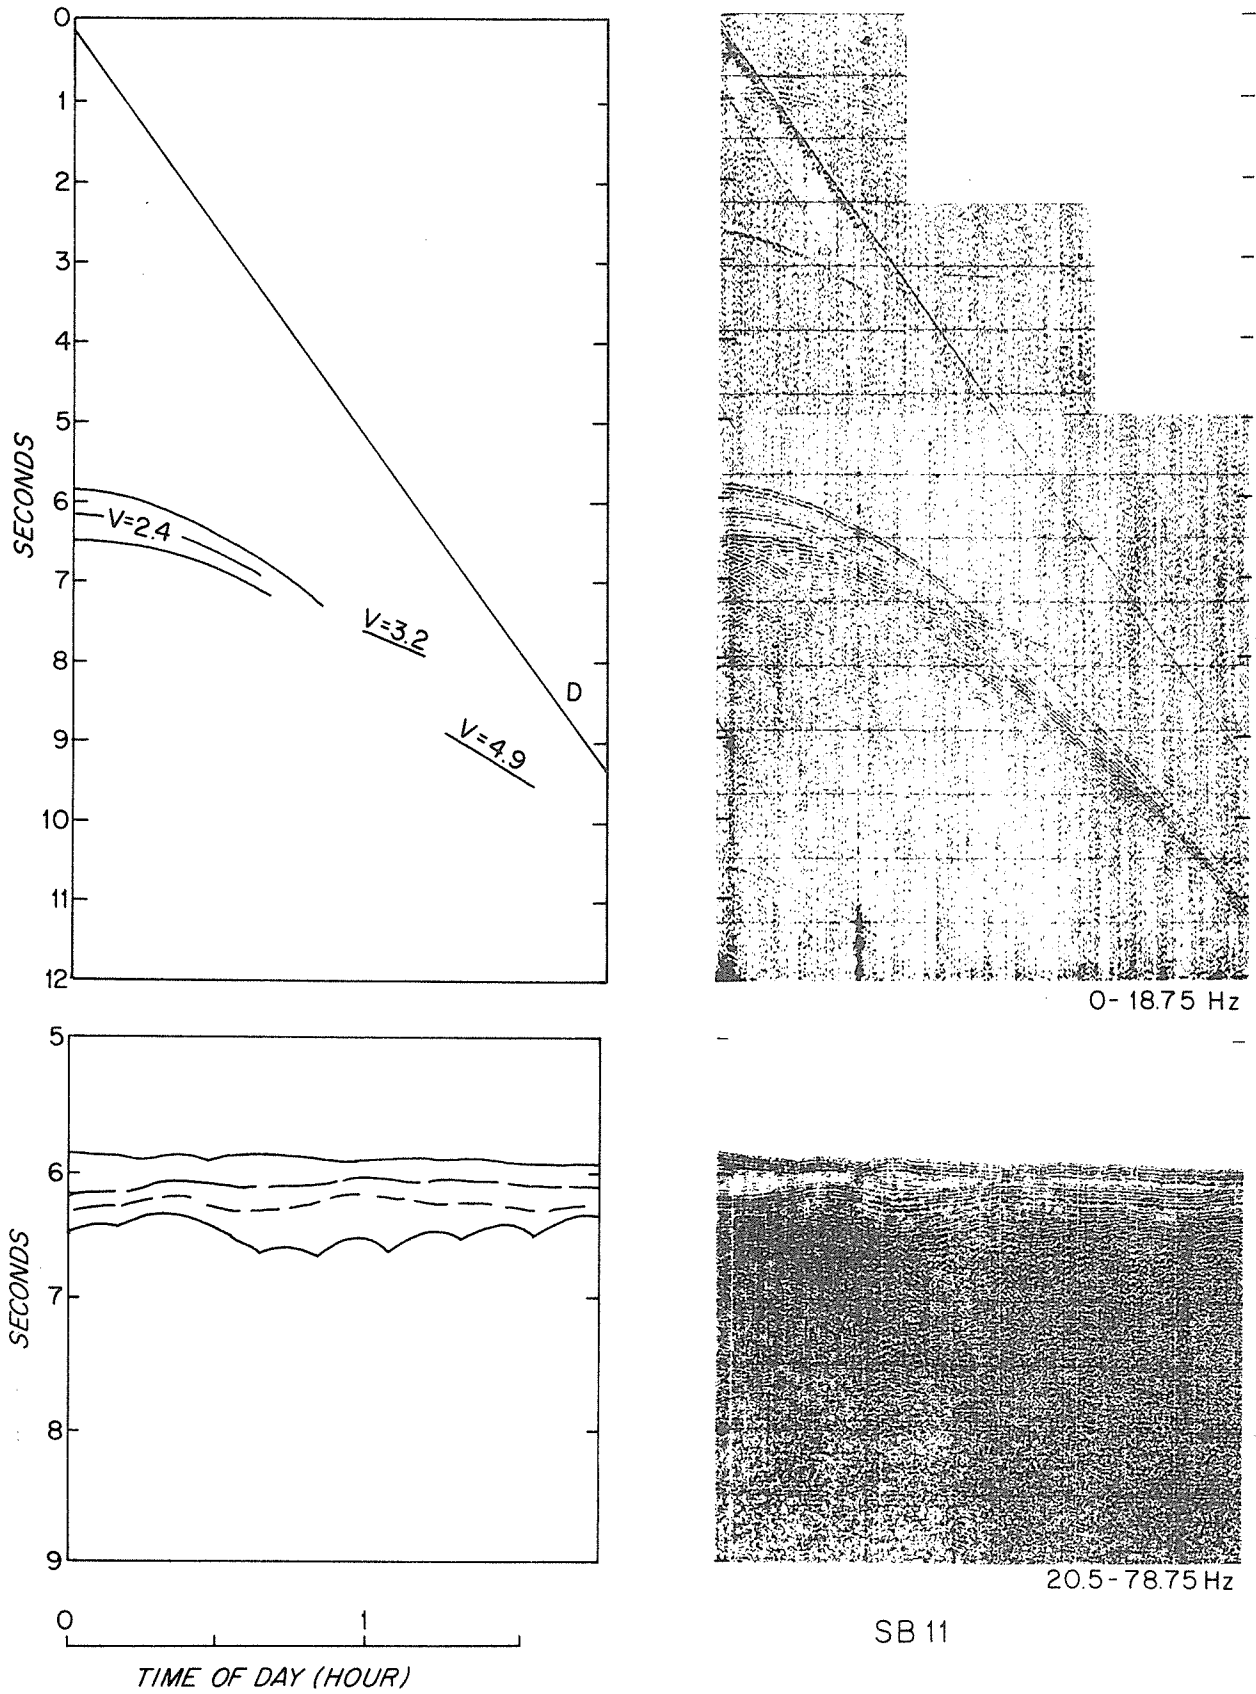 0
1
2
3
4
5
6
7
8
9
10
11
12
SECONDS
V=2.4
V=3.2
V=4.9
D
0-18.75 Hz
5
6
7
8
9
SECONDS
20.5-78.75 Hz
0 1
TIME OF DAY (HOUR)
SB 11